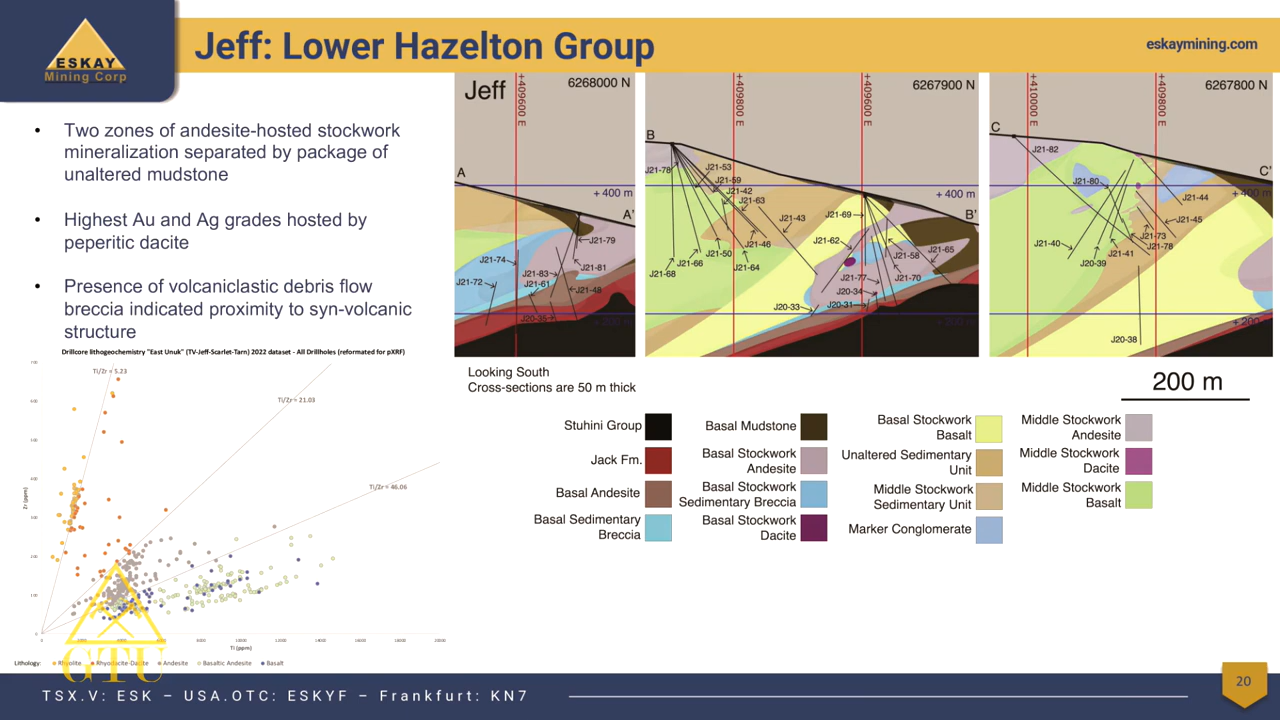 ESKAY
Mining Corp
Jeff: Lower Hazelton Group
eskaymining.com
• Two zones of andesite-hosted stockwork
mineralization separated by package of
unaltered mudstone
• Highest Au and Ag grades hosted by
peperitic dacite
• Presence of volcaniclastic debris flow
breccia indicated proximity to syn-volcanic
structure
Drillcore lithogeochemistry "East Unuk" (TV-Jeff-Scarlet-Tarn) 2022 dataset - All Drillholes (reformated for pXRF)
Ti/Zr = 5.23
Ti/Zr = 21.03
Ti/Zr = 46.06
Zr (ppm)
Ti (ppm)
Lithology: Rhyolite Rhyodacite-Dacite Andesite Basaltic Andesite Basalt
GTU
Jeff
6268000 N
+409600 E
A
A'
+ 400 m
+ 200 m
J21-79
J21-74
J21-72
J21-83
J21-81
J21-61
J21-48
J20-35
6267900 N
+409800 E
+409600 E
B
B'
+ 400 m
J21-78
J21-53
J21-59
J21-42
J21-63
J21-43
J21-69
J21-62
J21-65
J21-46
J21-50
J21-58
J21-66
J21-64
J21-68
J21-77
J21-70
J20-34
J20-33
J20-31
+ 200 m
6267800 N
+410000 E
+409800 E
C
C'
J21-82
J21-80
+ 400 m
J21-44
J21-45
J21-40
J21-73
J21-78
J21-41
J20-39
J20-38
+ 200
Looking South
Cross-sections are 50 m thick
200 m
Stuhini Group
Jack Fm.
Basal Andesite
Basal Sedimentary
Breccia
Basal Mudstone
Basal Stockwork
Andesite
Basal Stockwork
Sedimentary Breccia
Basal Stockwork
Dacite
Basal Stockwork
Basalt
Unaltered Sedimentary
Unit
Middle Stockwork
Sedimentary Unit
Marker Conglomerate
Middle Stockwork
Andesite
Middle Stockwork
Dacite
Middle Stockwork
Basalt
TSX.V: ESK – USA.OTC: ESKYF – Frankfurt: KN7
20